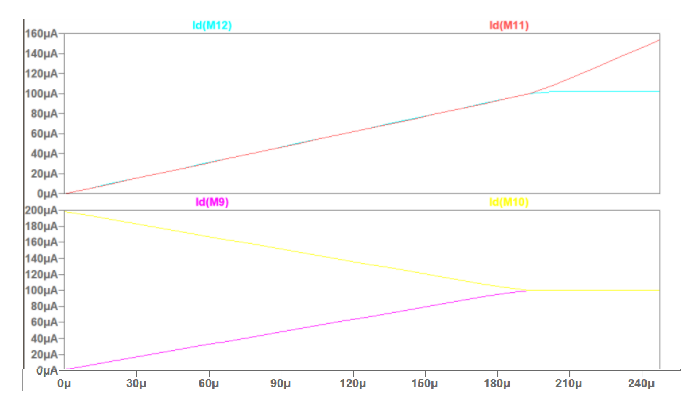 Id(M12) Id(M11)
160µA
140µA
120µA
100µA
80µA
60µA
40µA
20µA
0µA
Id(M9) Id(M10)
200µA
180µA
160µA
140µA
120µA
100µA
80µA
60µA
40µA
20µA
0µA
0µ 30µ 60µ 90µ 120µ 160µ 180µ 210µ 240µ